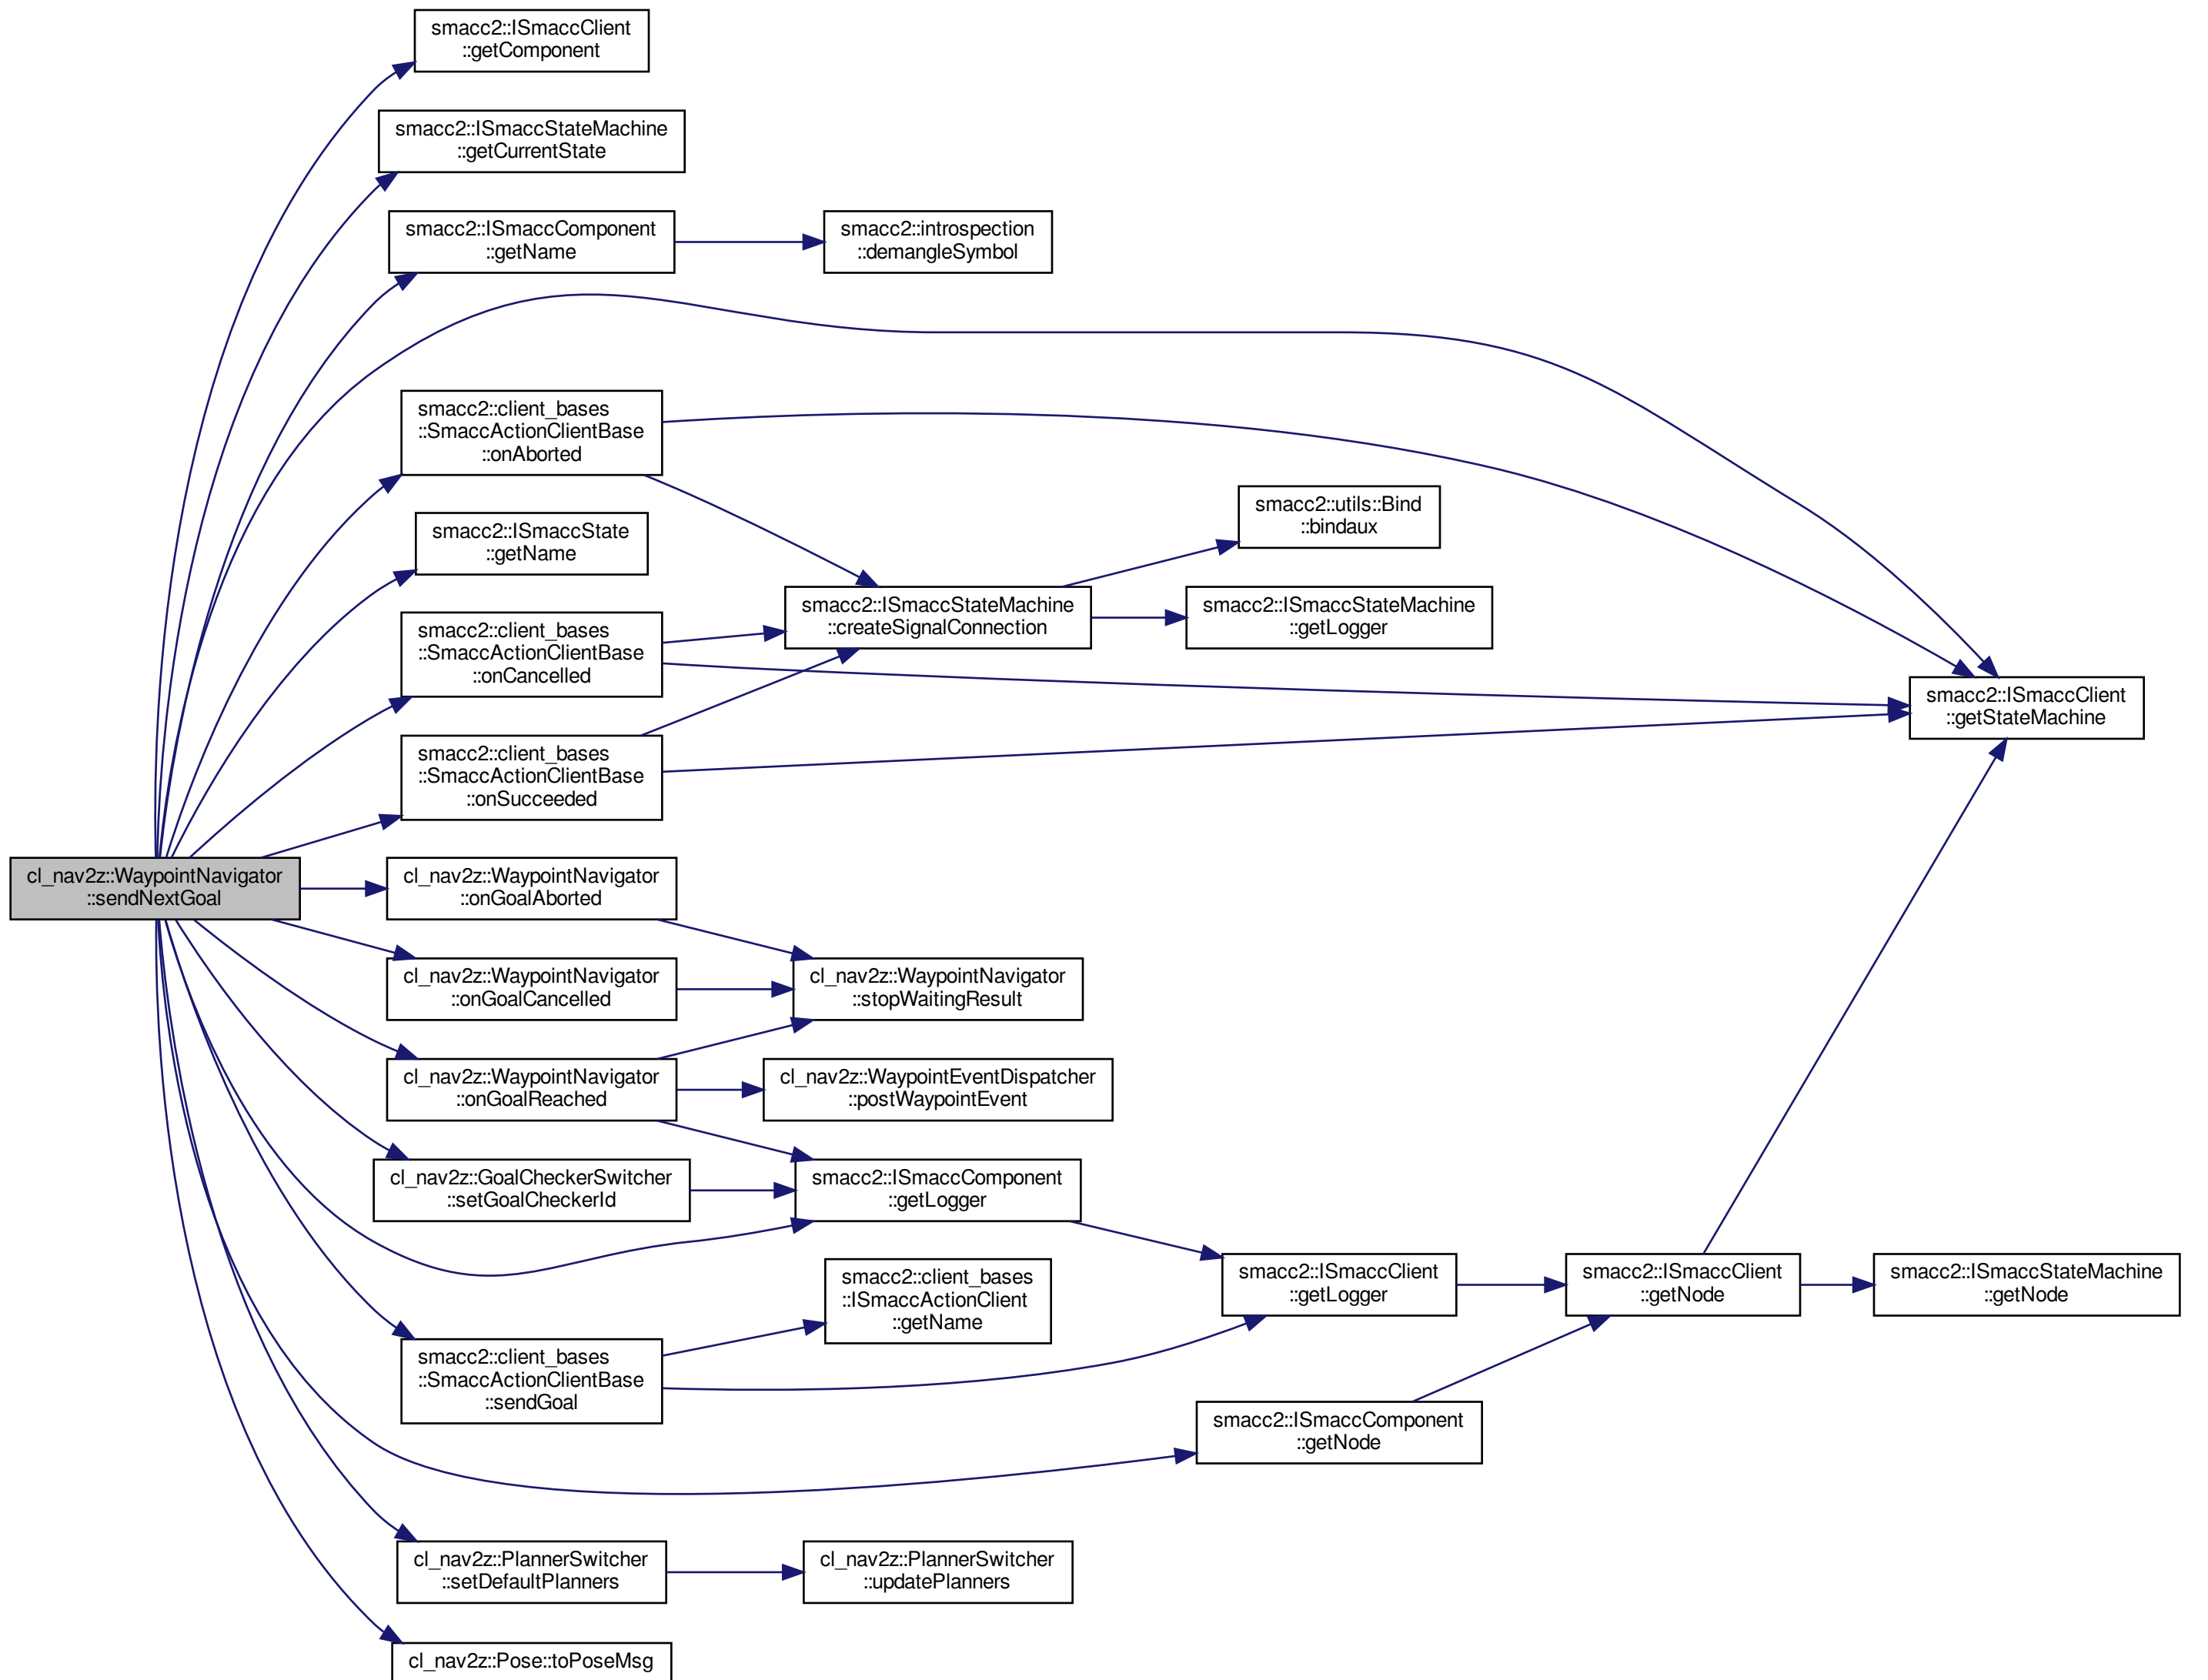 smacc2::ISmaccClient
::getComponent
smacc2::ISmaccStateMachine
::getCurrentState
smacc2::ISmaccComponent
::getName
smacc2::introspection
::demangleSymbol
smacc2::client_bases
::SmaccActionClientBase
::onAborted
smacc2::utils::Bind
::bindaux
smacc2::ISmaccState
::getName
smacc2::ISmaccStateMachine
::createSignalConnection
smacc2::ISmaccStateMachine
::getLogger
smacc2::client_bases
::SmaccActionClientBase
::onCancelled
smacc2::ISmaccClient
::getStateMachine
smacc2::client_bases
::SmaccActionClientBase
::onSucceeded
cl_nav2z::WaypointNavigator
::sendNextGoal
cl_nav2z::WaypointNavigator
::onGoalAborted
cl_nav2z::WaypointNavigator
::onGoalCancelled
cl_nav2z::WaypointNavigator
::stopWaitingResult
cl_nav2z::WaypointNavigator
::onGoalReached
cl_nav2z::WaypointEventDispatcher
::postWaypointEvent
cl_nav2z::GoalCheckerSwitcher
::setGoalCheckerId
smacc2::ISmaccComponent
::getLogger
smacc2::ISmaccClient
::getLogger
smacc2::ISmaccClient
::getNode
smacc2::ISmaccStateMachine
::getNode
smacc2::client_bases
::ISmaccActionClient
::getName
smacc2::client_bases
::SmaccActionClientBase
::sendGoal
smacc2::ISmaccComponent
::getNode
cl_nav2z::PlannerSwitcher
::setDefaultPlanners
cl_nav2z::PlannerSwitcher
::updatePlanners
cl_nav2z::Pose::toPoseMsg